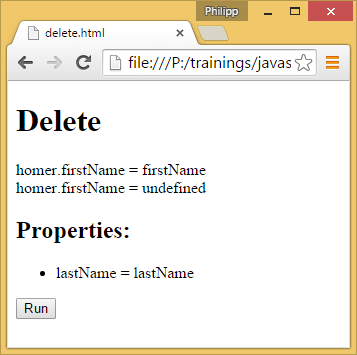 Philipp
delete.html
file:///P:/trainings/javas
Delete
homer.firstName = firstName
homer.firstName = undefined
Properties:
lastName = lastName
Run